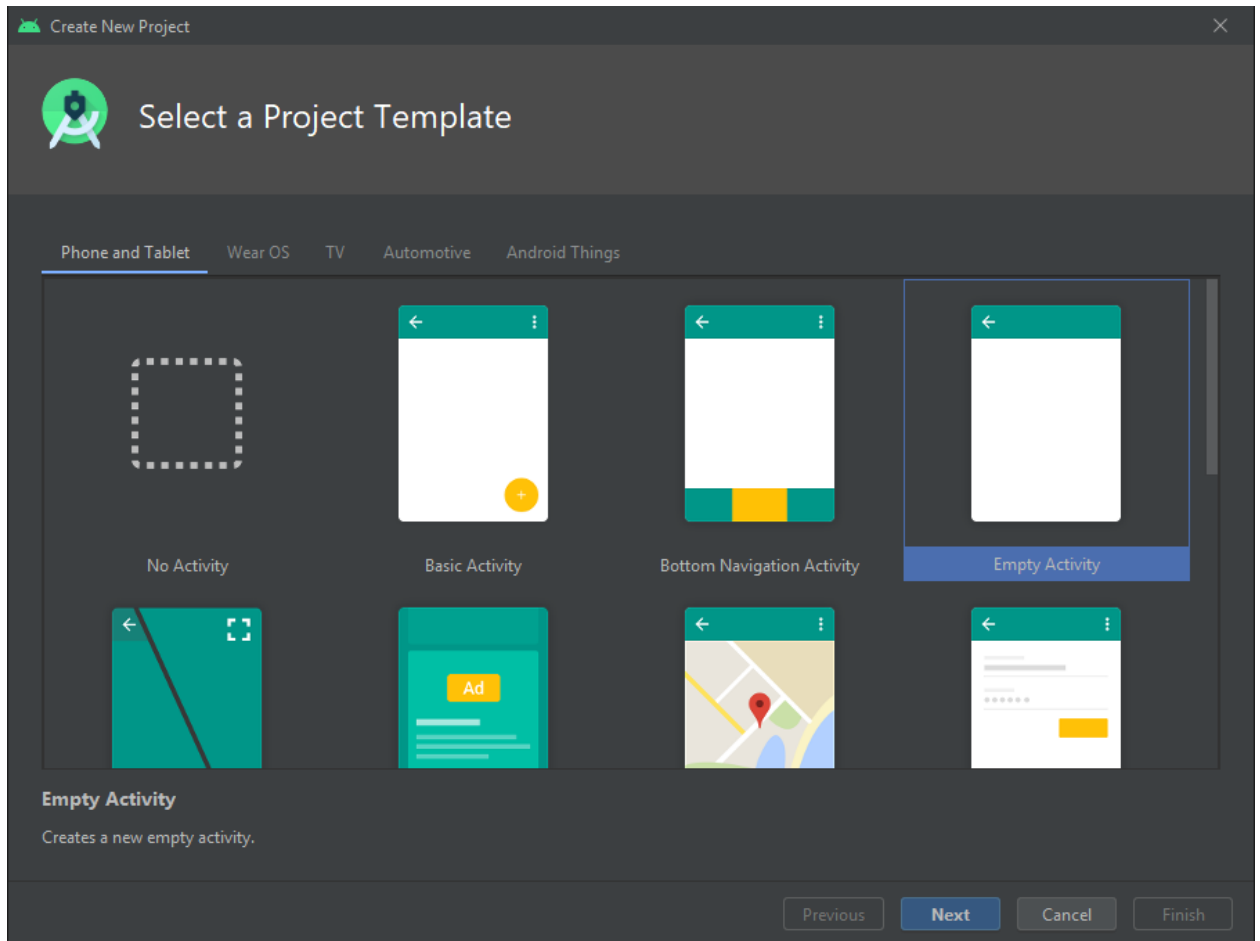 Create New Project
Select a Project Template
Phone and Tablet Wear OS TV Automotive Android Things
No Activity Basic Activity Bottom Navigation Activity Empty Activity
Ad
Empty Activity
Creates a new empty activity.
Previous Next Cancel Finish